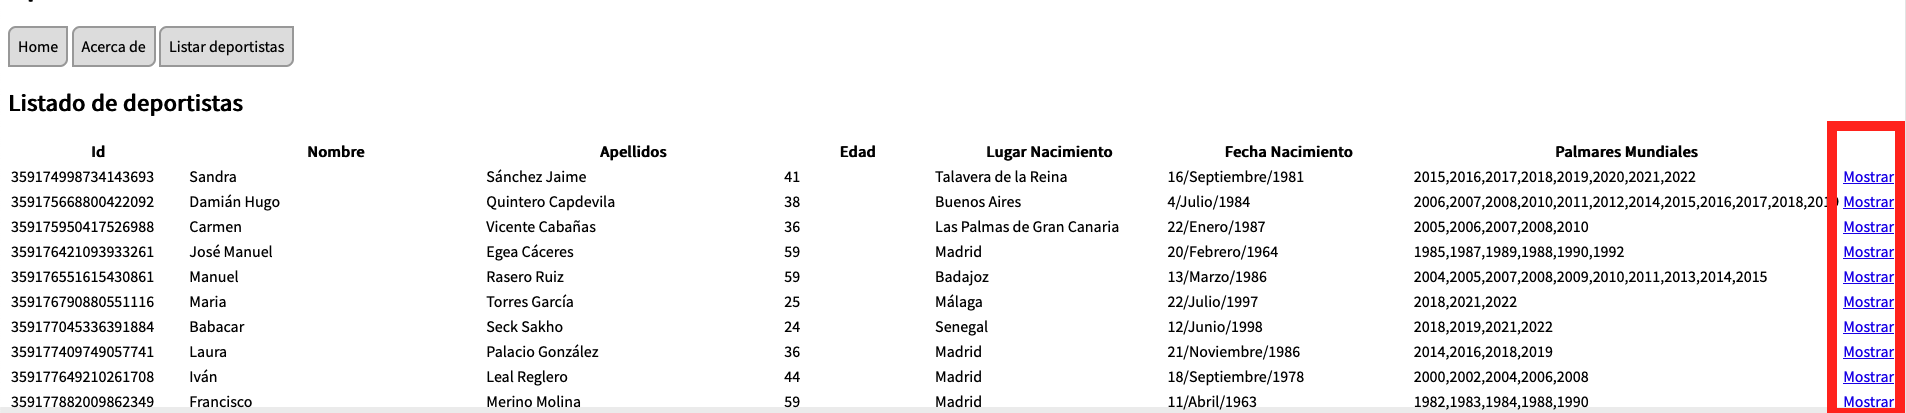 Home Acerca de Listar deportistas
Listado de deportistas
Id Nombre Apellidos Edad Lugar Nacimiento Fecha Nacimiento Palmares Mundiales
359174998734143693 Sandra Sánchez Jaime 41 Talavera de la Reina 16/Septiembre/1981 2015,2016,2017,2018,2019,2020,2021,2022 Mostrar
359175668800422092 Damián Hugo Quintero Capdevila 38 Buenos Aires 4/Julio/1984 2006,2007,2008,2010,2011,2012,2014,2015,2016,2017,2018,2019 Mostrar
359175950417526988 Carmen Vicente Cabañas 36 Las Palmas de Gran Canaria 22/Enero/1987 2005,2006,2007,2008,2010 Mostrar
359176421093933261 José Manuel Egea Cáceres 59 Madrid 20/Febrero/1964 1985,1987,1989,1988,1990,1992 Mostrar
359176551615430861 Manuel Rasero Ruiz 59 Badajoz 13/Marzo/1986 2004,2005,2007,2008,2009,2010,2011,2013,2014,2015 Mostrar
359176790880551116 Maria Torres García 25 Málaga 22/Julio/1997 2018,2021,2022 Mostrar
359177045336391884 Babacar Seck Sakho 24 Senegal 12/Junio/1998 2018,2019,2021,2022 Mostrar
359177409749057741 Laura Palacio González 36 Madrid 21/Noviembre/1986 2014,2016,2018,2019 Mostrar
359177649210261708 Iván Leal Reglero 44 Madrid 18/Septiembre/1978 2000,2002,2004,2006,2008 Mostrar
359177882009862349 Francisco Merino Molina 59 Madrid 11/Abril/1963 1982,1983,1984,1988,1990 Mostrar